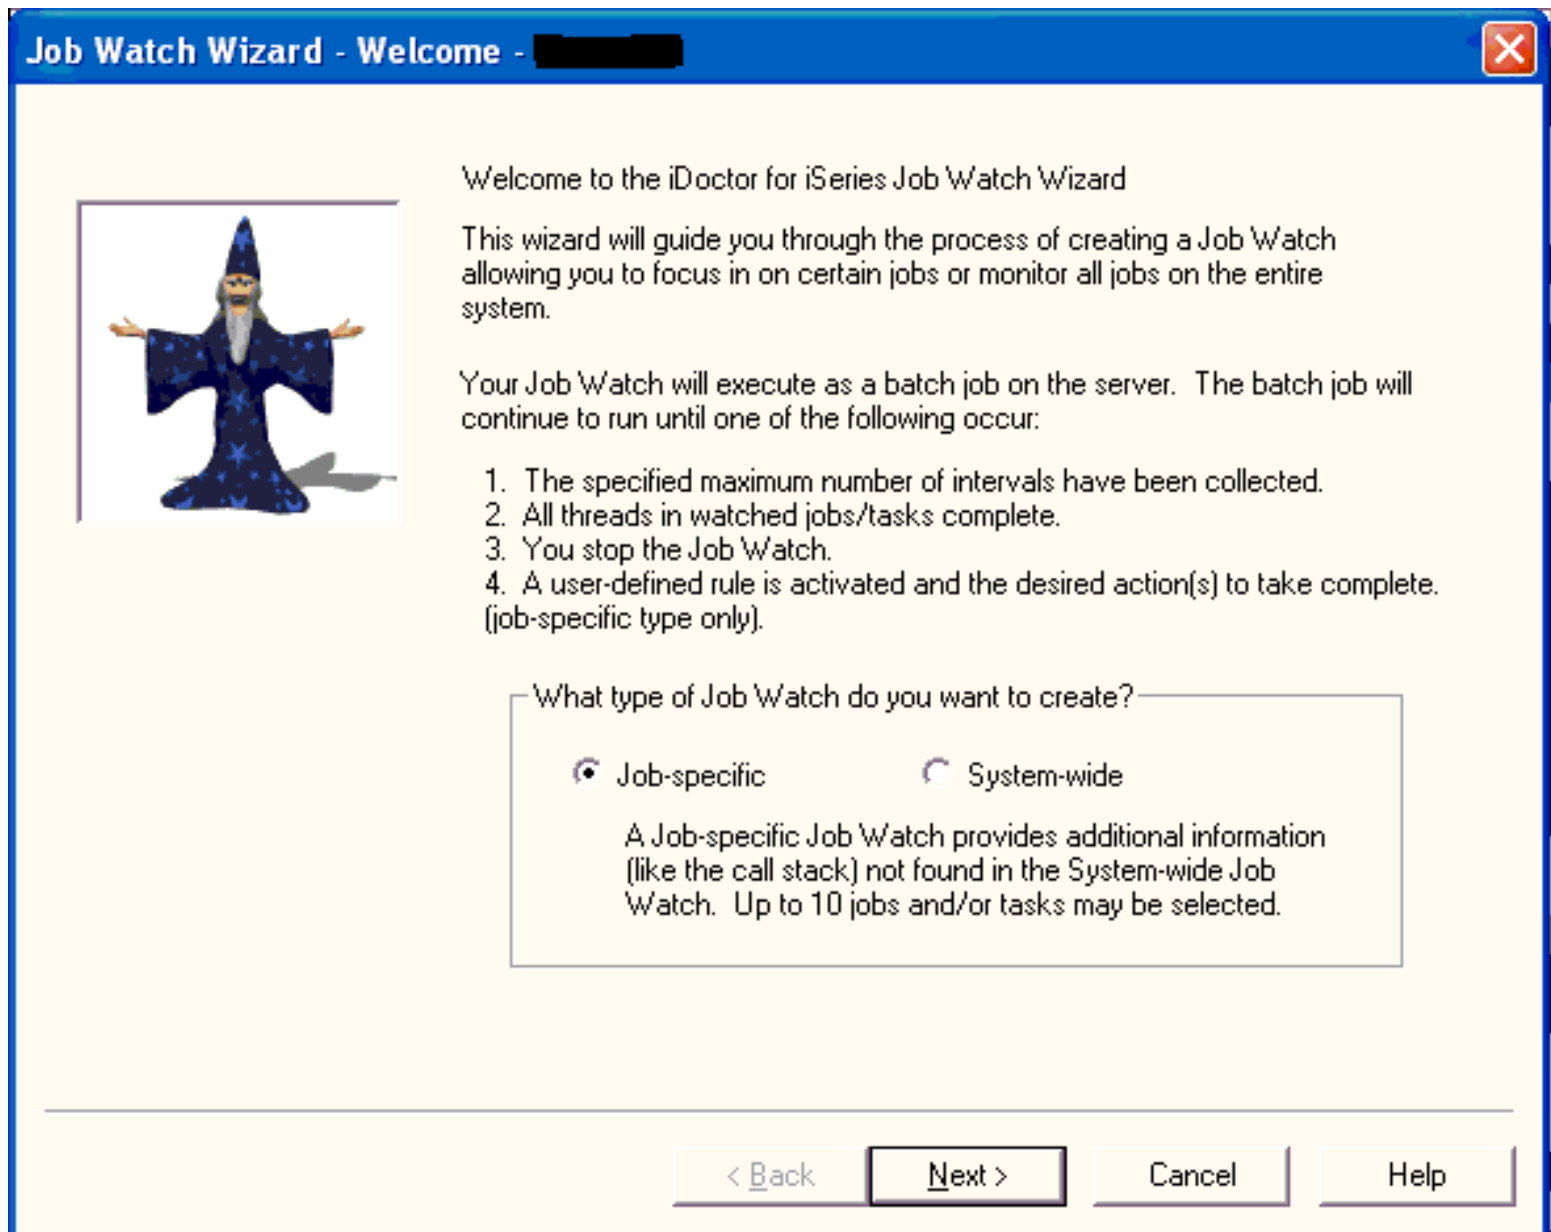 Job Watch Wizard - Welcome -
Welcome to the iDoctor for iSeries Job Watch Wizard
This wizard will guide you through the process of creating a Job Watch
allowing you to focus in on certain jobs or monitor all jobs on the entire
system.
Your Job Watch will execute as a batch job on the server. The batch job will
continue to run until one of the following occur:
1. The specified maximum number of intervals have been collected.
2. All threads in watched jobs/tasks complete.
3. You stop the Job Watch.
4. A user-defined rule is activated and the desired action(s) to take complete.
(job-specific type only).
What type of Job Watch do you want to create?
Job-specific System-wide
A Job-specific Job Watch provides additional information
(like the call stack) not found in the System-wide Job
Watch. Up to 10 jobs and/or tasks may be selected.
< Back Next > Cancel Help